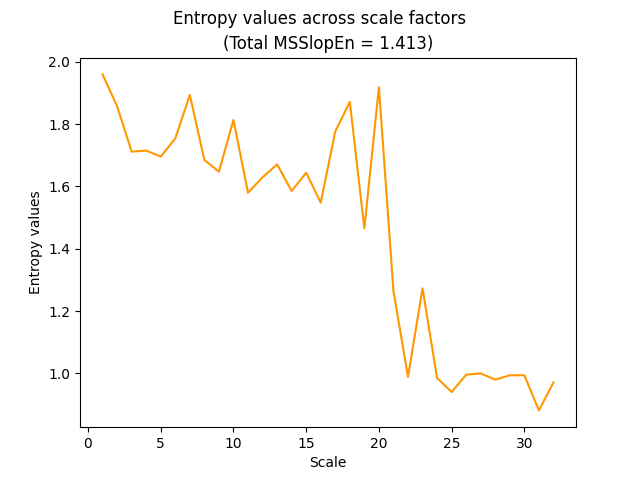 Entropy values across scale factors
(Total MSSlopEn = 1.413)
2.0
1.8
1.6
1.4
1.2
1.0
Entropy values
0 5 10 15 20 25 30
Scale